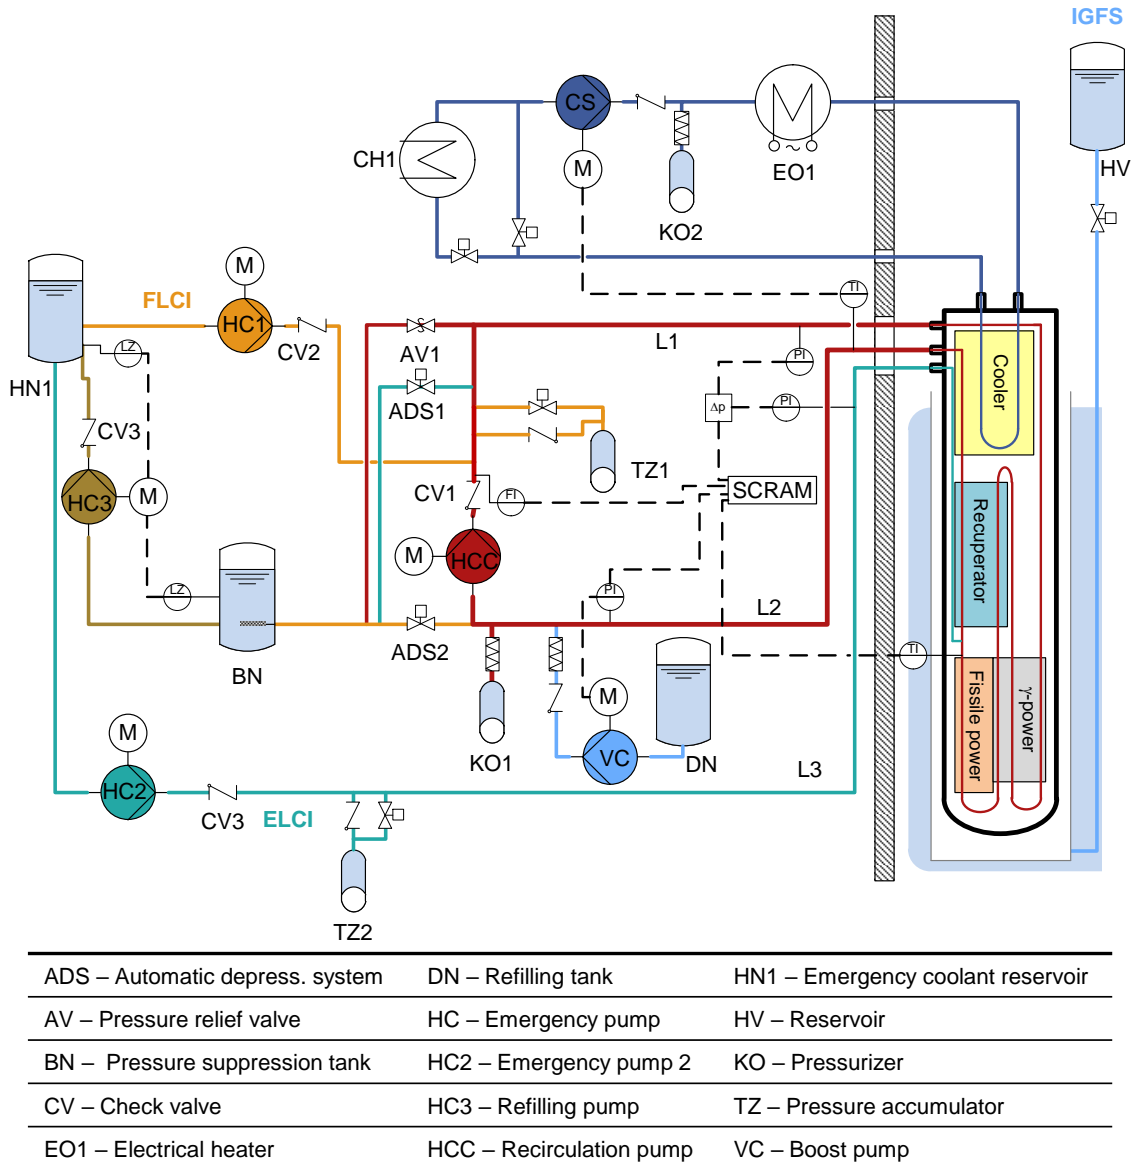 IGFS
HV
CS
M
CH1
EO1
KO2
TI
M
FLCI
HC1
CV2
HN1
LZ
AV1
L1
PI
ADS1
Δp
PI
Cooler
CV3
TZ1
HC3
M
CV1
FI
SCRAM
M
HCC
Recuperator
LZ
PI
L2
BN
ADS2
TI
M
Fissile power
γ-power
KO1
VC
DN
M
HC2
CV3
ELCI
L3
TZ2
ADS – Automatic depress. system DN – Refilling tank HN1 – Emergency coolant reservoir
AV – Pressure relief valve HC – Emergency pump HV – Reservoir
BN – Pressure suppression tank HC2 – Emergency pump 2 KO – Pressurizer
CV – Check valve HC3 – Refilling pump TZ – Pressure accumulator
EO1 – Electrical heater HCC – Recirculation pump VC – Boost pump